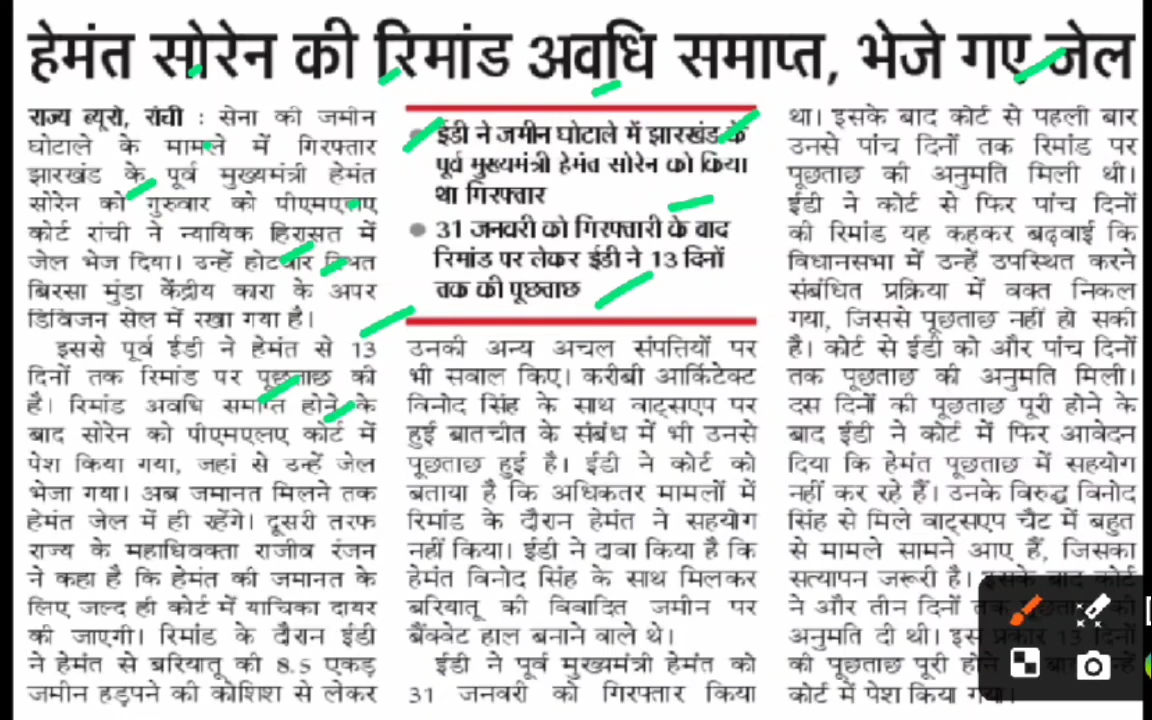 हेमंत सोरेन की रिमांड अवधि समाप्त, भेजे गए जेल
राज्य ब्यूरो, रांची : सेना की जमीन
घोटाले के मामले में गिरफ्तार
झारखंड के पूर्व मुख्यमंत्री हेमंत
सोरेन को गुरुवार को पीएमएलए
कोर्ट रांची ने न्यायिक हिरासत में
जेल भेज दिया। उन्हें होटवार स्थित
बिरसा मुंडा केंद्रीय कारा के अपर
डिविजन सेल में रखा गया है।
इससे पूर्व ईडी ने हेमंत से 13
दिनों तक रिमांड पर पूछताछ की
है। रिमांड अवधि समाप्त होने के
बाद सोरेन को पीएमएलए कोर्ट में
पेश किया गया, जहां से उन्हें जेल
भेजा गया। अब जमानत मिलने तक
हेमंत जेल में ही रहेंगे। दूसरी तरफ
राज्य के महाधिवक्ता राजीव रंजन
ने कहा है कि हेमंत की जमानत के
लिए जल्द ही कोर्ट में याचिका दायर
की जाएगी। रिमांड के दौरान ईडी
ने हेमंत से बरियातू की 8.5 एकड़
जमीन हड़पने की कोशिश से लेकर
ईडी ने जमीन घोटाले में झारखंड के
पूर्व मुख्यमंत्री हेमंत सोरेन को किया
था गिरफ्तार
31 जनवरी को गिरफ्तारी के बाद
रिमांड पर लेकर ईडी ने 13 दिनों
तक की पूछताछ
उनकी अन्य अचल संपत्तियों पर
भी सवाल किए। करीबी आर्किटेक्ट
विनोद सिंह के साथ वाट्सएप पर
हुई बातचीत के संबंध में भी उनसे
पूछताछ हुई है। ईडी ने कोर्ट को
बताया है कि अधिकतर मामलों में
रिमांड के दौरान हेमंत ने सहयोग
नहीं किया। ईडी ने दावा किया है कि
हेमंत विनोद सिंह के साथ मिलकर
बरियातू की विवादित जमीन पर
बैंक्वेट हाल बनाने वाले थे।
ईडी ने पूर्व मुख्यमंत्री हेमंत को
31 जनवरी को गिरफ्तार किया
था। इसके बाद कोर्ट से पहली बार
उनसे पांच दिनों तक रिमांड पर
पूछताछ की अनुमति मिली थी।
ईडी ने कोर्ट से फिर पांच दिनों
की रिमांड यह कहकर बढ़वाई कि
विधानसभा में उन्हें उपस्थित करने
संबंधित प्रक्रिया में वक्त निकल
गया, जिससे पूछताछ नहीं हो सकी
है। कोर्ट से ईडी को और पांच दिनों
तक पूछताछ की अनुमति मिली।
दस दिनों की पूछताछ पूरी होने के
बाद ईडी ने कोर्ट में फिर आवेदन
दिया कि हेमंत पूछताछ में सहयोग
नहीं कर रहे हैं। उनके विरुद्ध विनोद
सिंह से मिले वाट्सएप चैट में बहुत
से मामले सामने आए हैं, जिसका
सत्यापन जरूरी है। इसके बाद कोर्ट
ने और तीन दिनों तक पूछताछ की
अनुमति दी थी। इस प्रकार 13 दिनों
की पूछताछ पूरी होने के बाद उन्हें
कोर्ट में पेश किया गया।